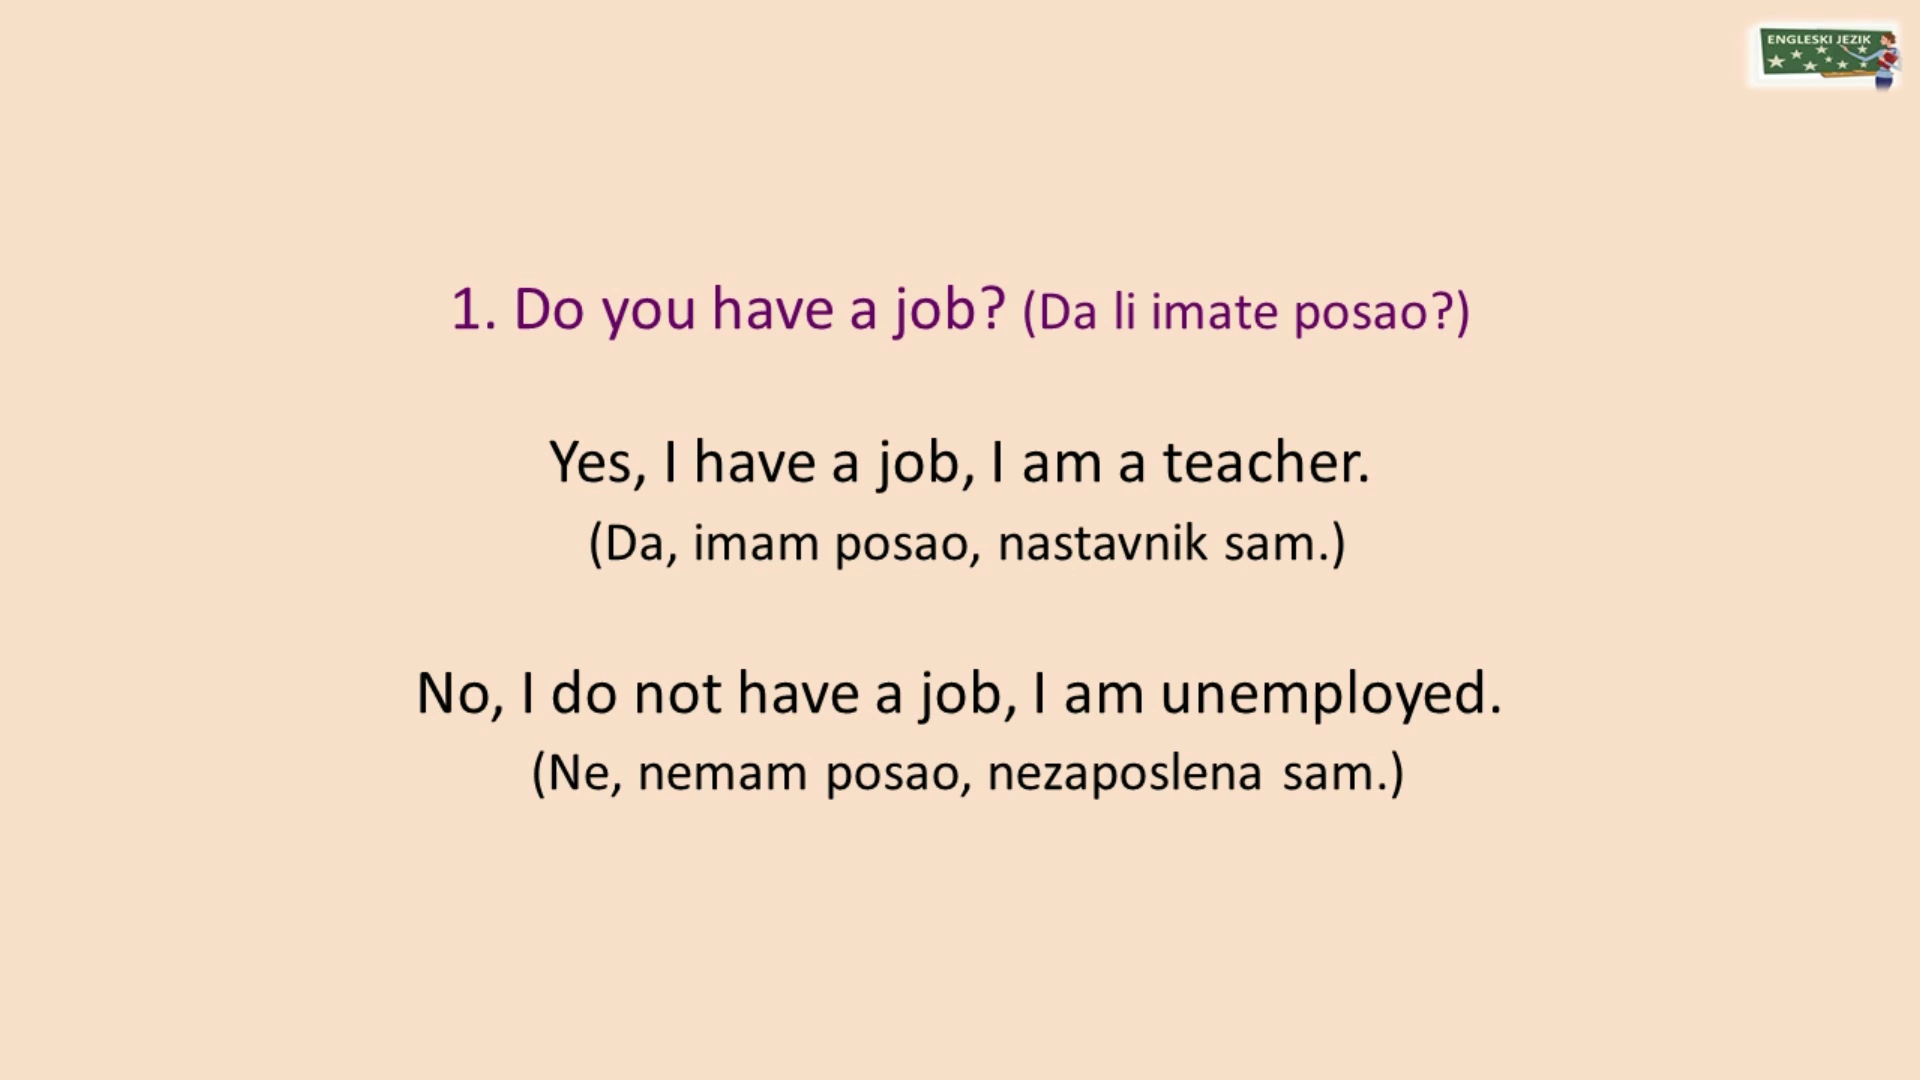 ENGLESKI JEZIK
1. Do you have a job? (Da li imate posao?)
Yes, I have a job, I am a teacher.
(Da, imam posao, nastavnik sam.)
No, I do not have a job, I am unemployed.
(Ne, nemam posao, nezaposlena sam.)